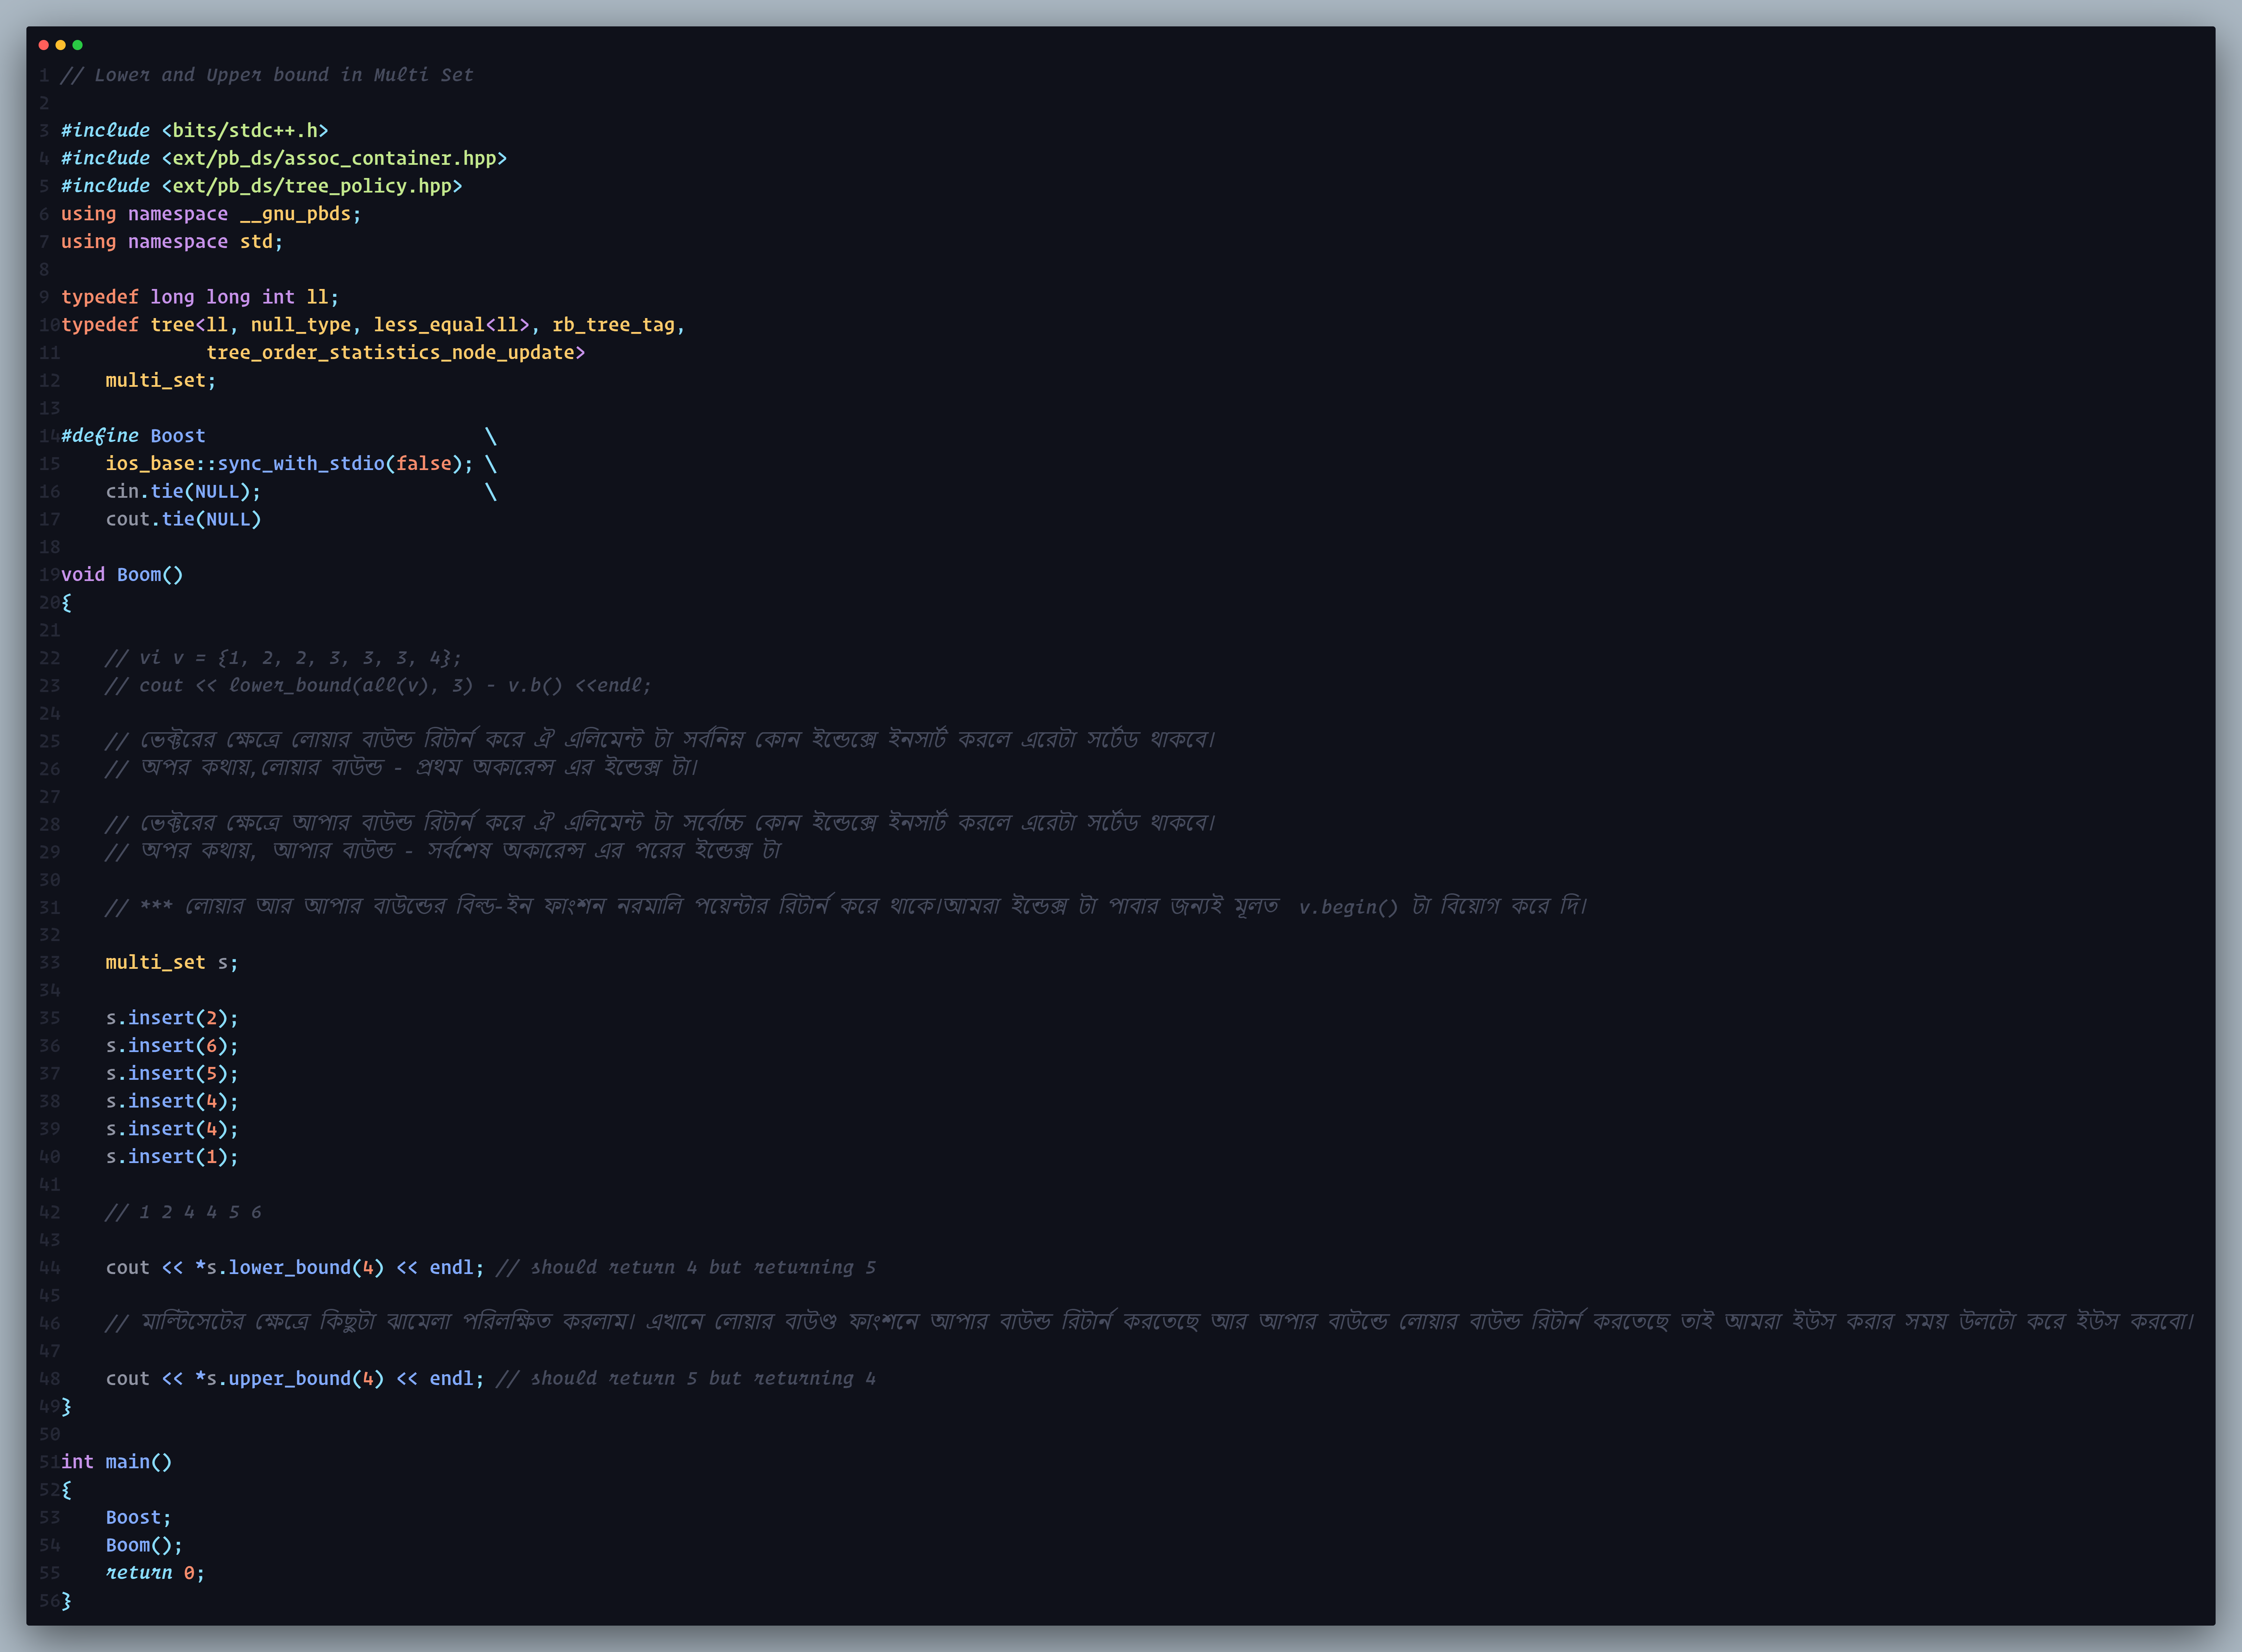 1 // Lower and Upper bound in Multi Set
2
3 #include <bits/stdc++.h>
4 #include <ext/pb_ds/assoc_container.hpp>
5 #include <ext/pb_ds/tree_policy.hpp>
6 using namespace __gnu_pbds;
7 using namespace std;
8
9 typedef long long int ll;
10 typedef tree<ll, null_type, less_equal<ll>, rb_tree_tag,
11              tree_order_statistics_node_update>
12     multi_set;
13
14 #define Boost                         \
15     ios_base::sync_with_stdio(false); \
16     cin.tie(NULL);                    \
17     cout.tie(NULL)
18
19 void Boom()
20 {
21
22     // vi v = {1, 2, 2, 3, 3, 3, 4};
23     // cout << lower_bound(all(v), 3) - v.b() <<endl;
24
25     // ভেক্টরের ক্ষেত্রে লোয়ার বাউন্ড রিটার্ন করে ঐ এলিমেন্ট টা সর্বনিম্ন কোন ইন্ডেক্সে ইনসার্ট করলে এরেটা সর্টেড থাকবে।
26     // অপর কথায়,লোয়ার বাউন্ড - প্রথম অকারেন্স এর ইন্ডেক্স টা।
27
28     // ভেক্টরের ক্ষেত্রে আপার বাউন্ড রিটার্ন করে ঐ এলিমেন্ট টা সর্বোচ্চ কোন ইন্ডেক্সে ইনসার্ট করলে এরেটা সর্টেড থাকবে।
29     // অপর কথায়, আপার বাউন্ড - সর্বশেষ অকারেন্স এর পরের ইন্ডেক্স টা
30
31     // *** লোয়ার আর আপার বাউন্ডের বিল্ড-ইন ফাংশন নরমালি পয়েন্টার রিটার্ন করে থাকে।আমরা ইন্ডেক্স টা পাবার জন্যই মূলত  v.begin() টা বিয়োগ করে দি।
32
33     multi_set s;
34
35     s.insert(2);
36     s.insert(6);
37     s.insert(5);
38     s.insert(4);
39     s.insert(4);
40     s.insert(1);
41
42     // 1 2 4 4 5 6
43
44     cout << *s.lower_bound(4) << endl; // should return 4 but returning 5
45
46     // মাল্টিসেটের ক্ষেত্রে কিছুটা ঝামেলা পরিলক্ষিত করলাম। এখানে লোয়ার বাউণ্ড ফাংশনে আপার বাউন্ড রিটার্ন করতেছে আর আপার বাউন্ডে লোয়ার বাউন্ড রিটার্ন করতেছে তাই আমরা ইউস করার সময় উলটো করে ইউস করবো।
47
48     cout << *s.upper_bound(4) << endl; // should return 5 but returning 4
49 }
50
51 int main()
52 {
53     Boost;
54     Boom();
55     return 0;
56 }